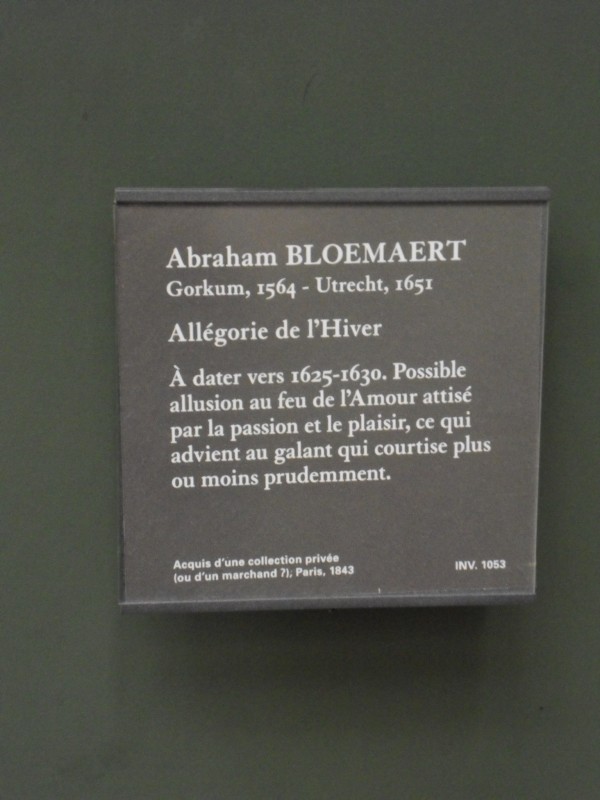 Abraham BLOEMAERT
Gorkum, 1564 - Utrecht, 1651
Allégorie de l'Hiver
À dater vers 1625-1630. Possible
allusion au feu de l'Amour attisé
par la passion et le plaisir, ce qui
advient au galant qui courtise plus
ou moins prudemment.
Acquis d'une collection privée
(ou d'un marchand ?); Paris, 1843
INV. 1053